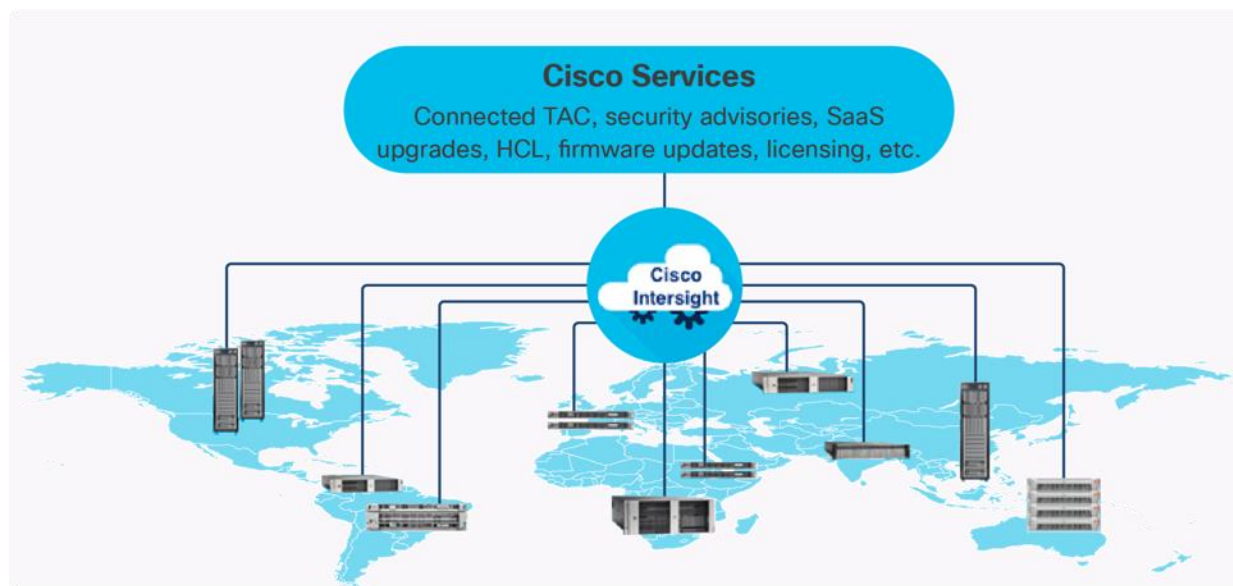 Cisco Services
Connected TAC, security advisories, SaaS
upgrades, HCL, firmware updates, licensing, etc.
Cisco
Intersight